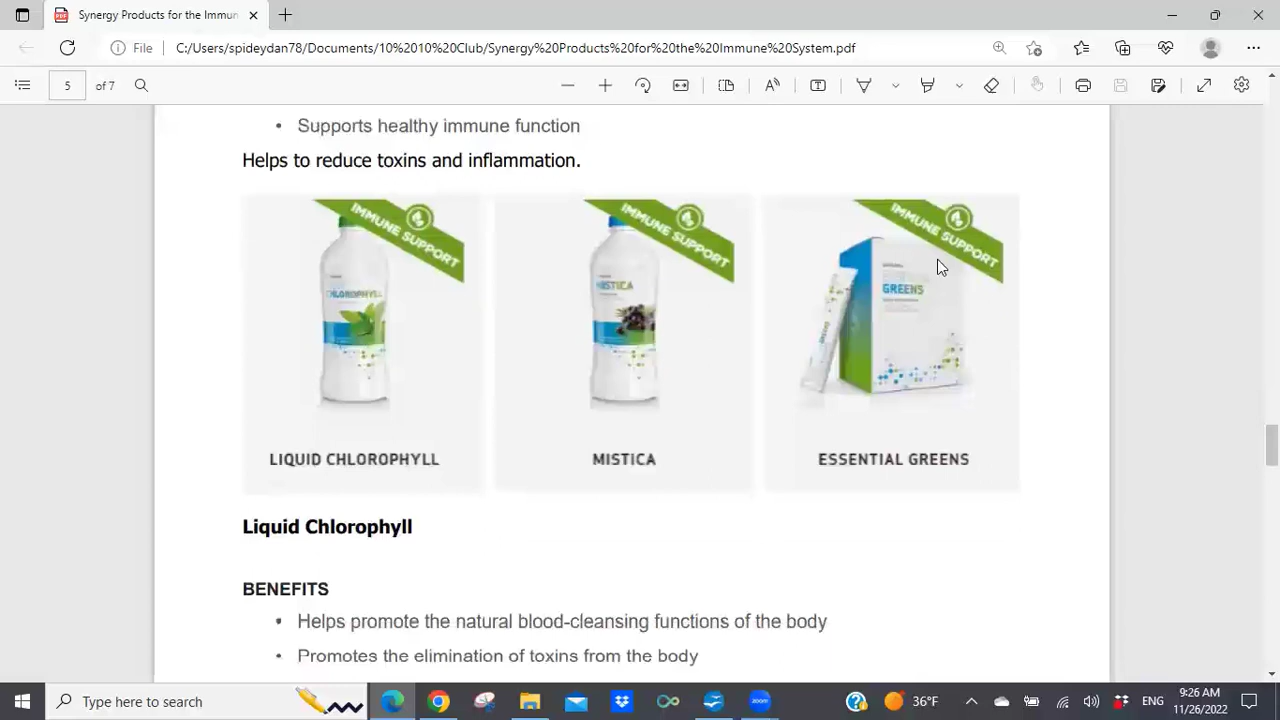 Synergy Products for the Immun
File C:/Users/spideydan78/Documents/10%2010%20Club/Synergy%20Products%20for%20the%20Immune%20System.pdf
5 of 7
• Supports healthy immune function
Helps to reduce toxins and inflammation.
IMMUNE SUPPORT
IMMUNE SUPPORT
IMMUNE SUPPORT
CHLOROPHYLL
MISTICA
GREENS
LIQUID CHLOROPHYLL
MISTICA
ESSENTIAL GREENS
Liquid Chlorophyll
BENEFITS
• Helps promote the natural blood-cleansing functions of the body
• Promotes the elimination of toxins from the body
Type here to search
36°F
ENG
9:26 AM
11/26/2022